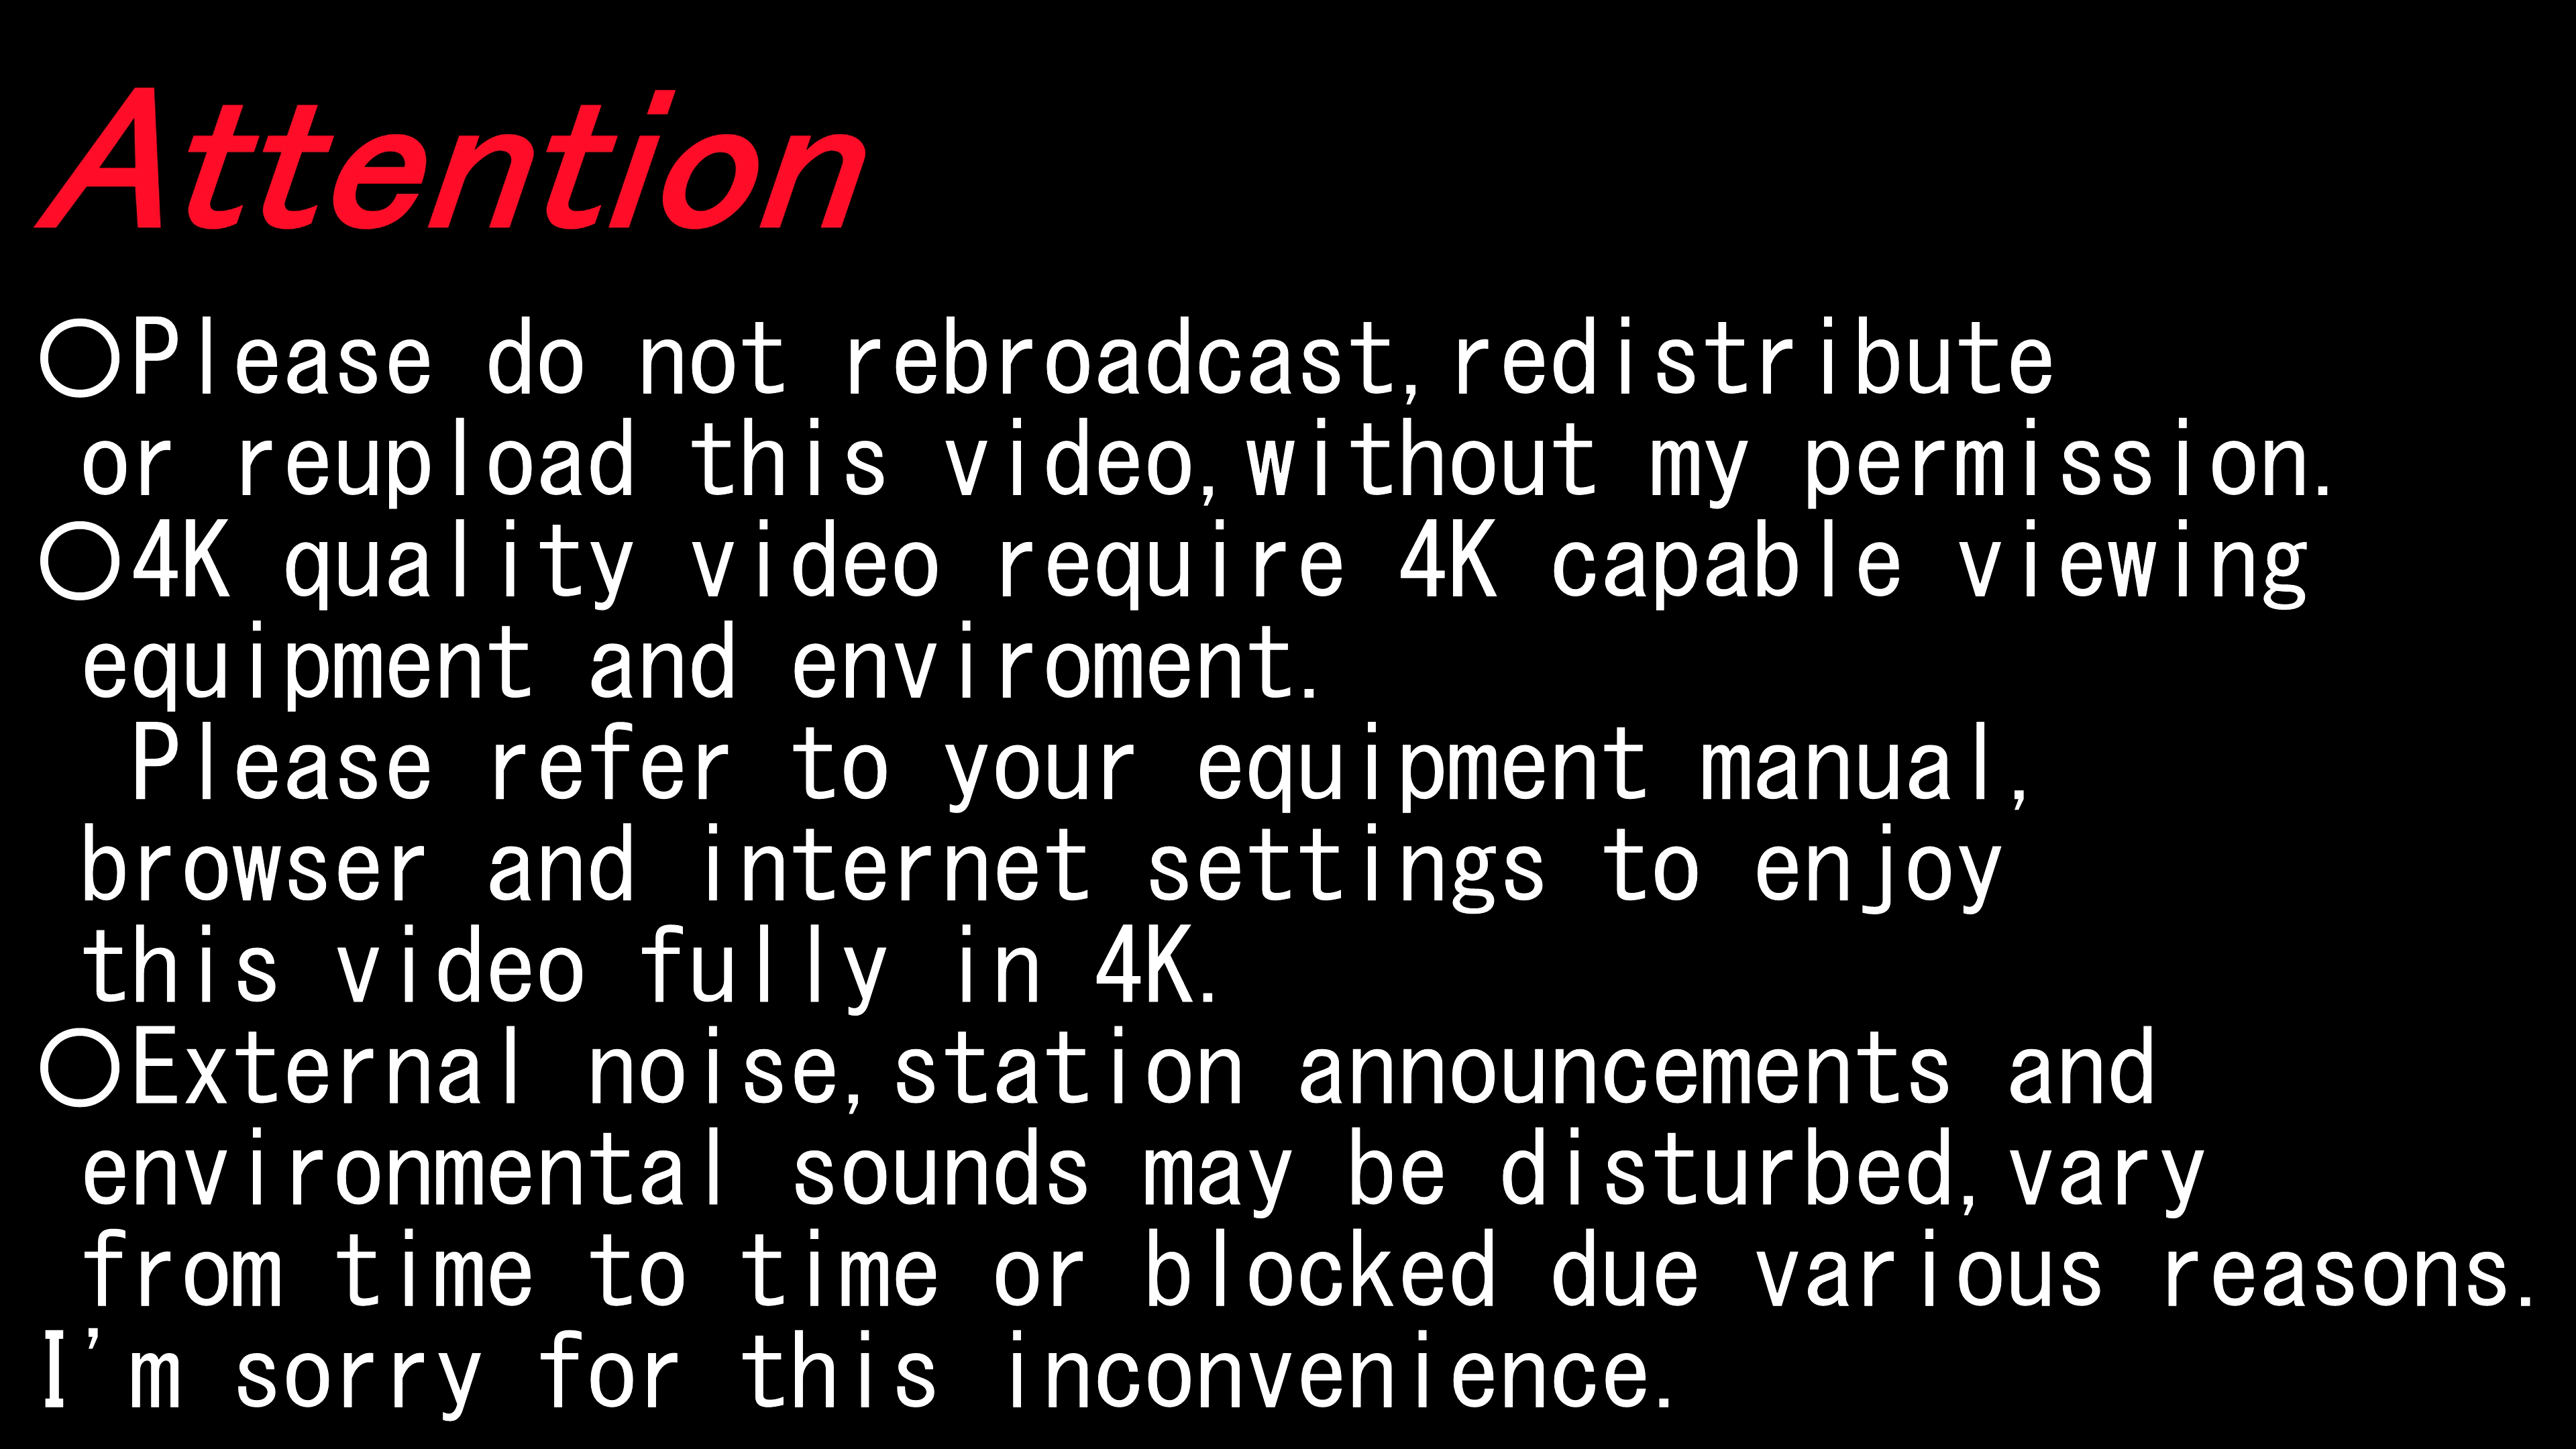 Attention
○Please do not rebroadcast,redistribute
or reupload this video,without my permission.
○4K quality video require 4K capable viewing
equipment and enviroment.
Please refer to your equipment manual,
browser and internet settings to enjoy
this video fully in 4K.
○External noise,station announcements and
environmental sounds may be disturbed,vary
from time to time or blocked due various reasons.
I'm sorry for this inconvenience.